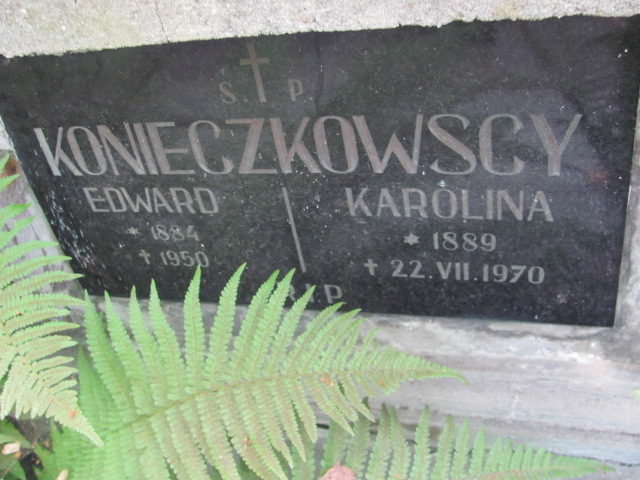 Ś. P
KONIECZKOWSCY
EDWARD
* 1884
† 1950
KAROLINA
* 1889
† 22.VII.1970
R.I.P.